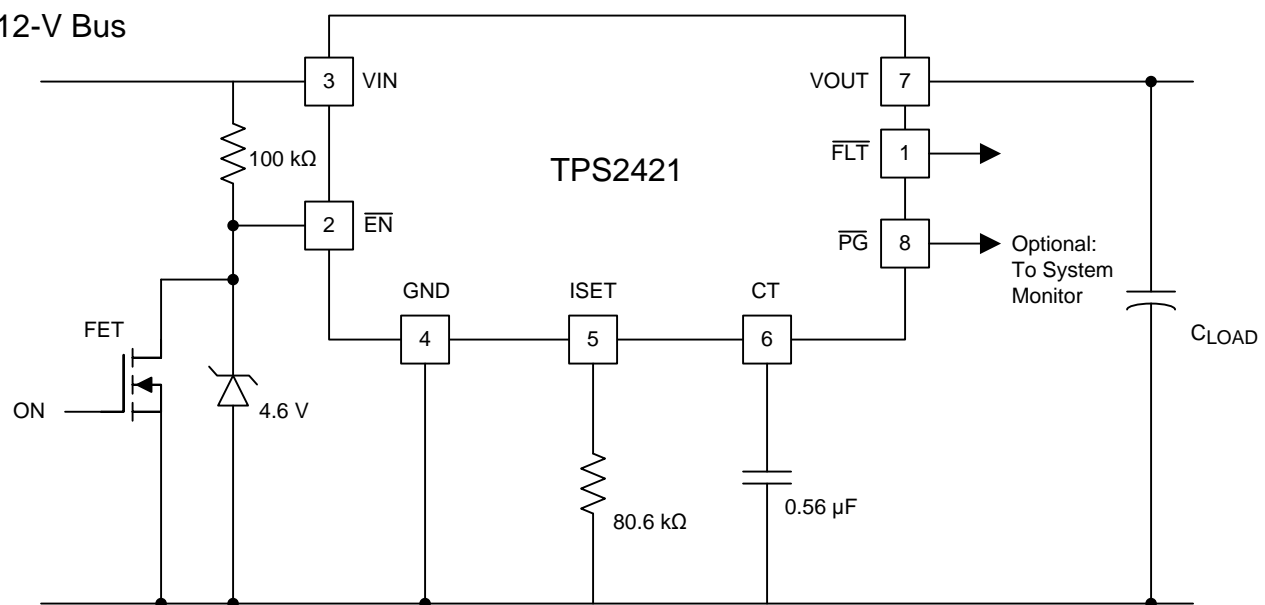 12-V Bus
3
VIN
VOUT
7
100 kΩ
TPS2421
FLT
1
2
EN
PG
8
Optional:
To System
Monitor
GND
ISET
CT
FET
4
5
6
CLOAD
ON
4.6 V
80.6 kΩ
0.56 μF